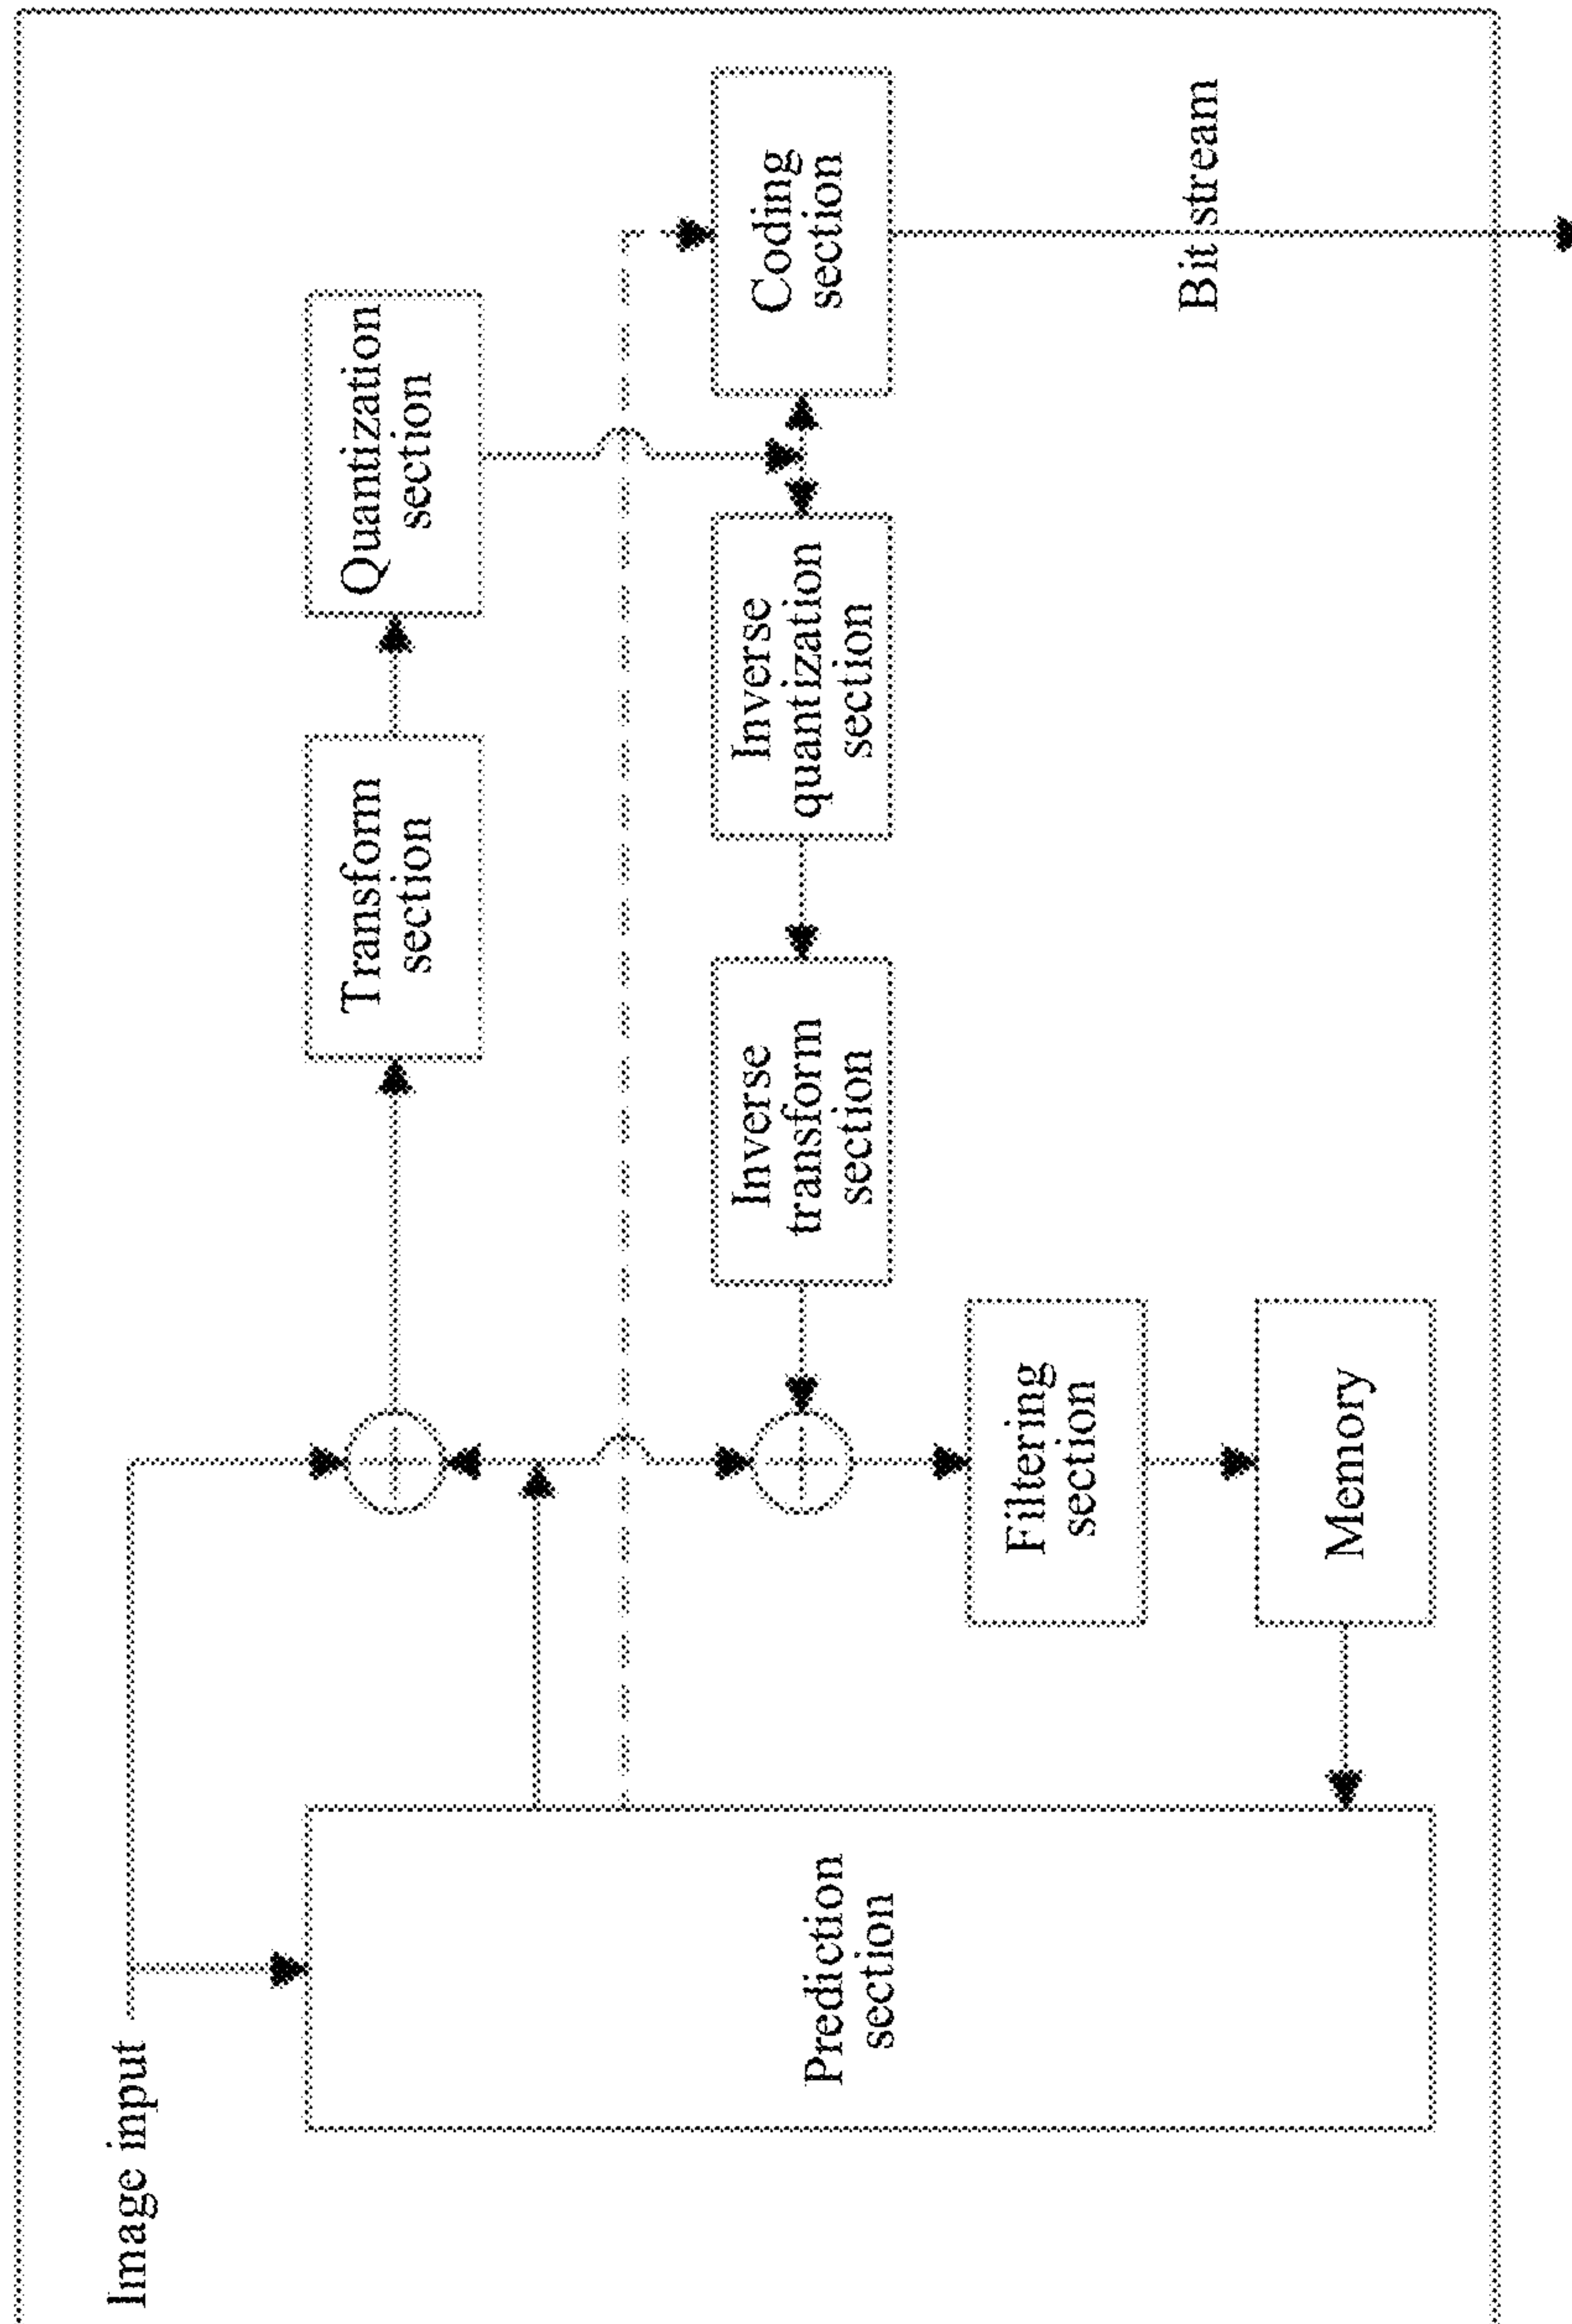 Image input
Prediction
section
Transform
section
Quantization
section
Inverse
transform
section
Inverse
quantization
section
Coding
section
Filtering
section
Memory
Bit stream